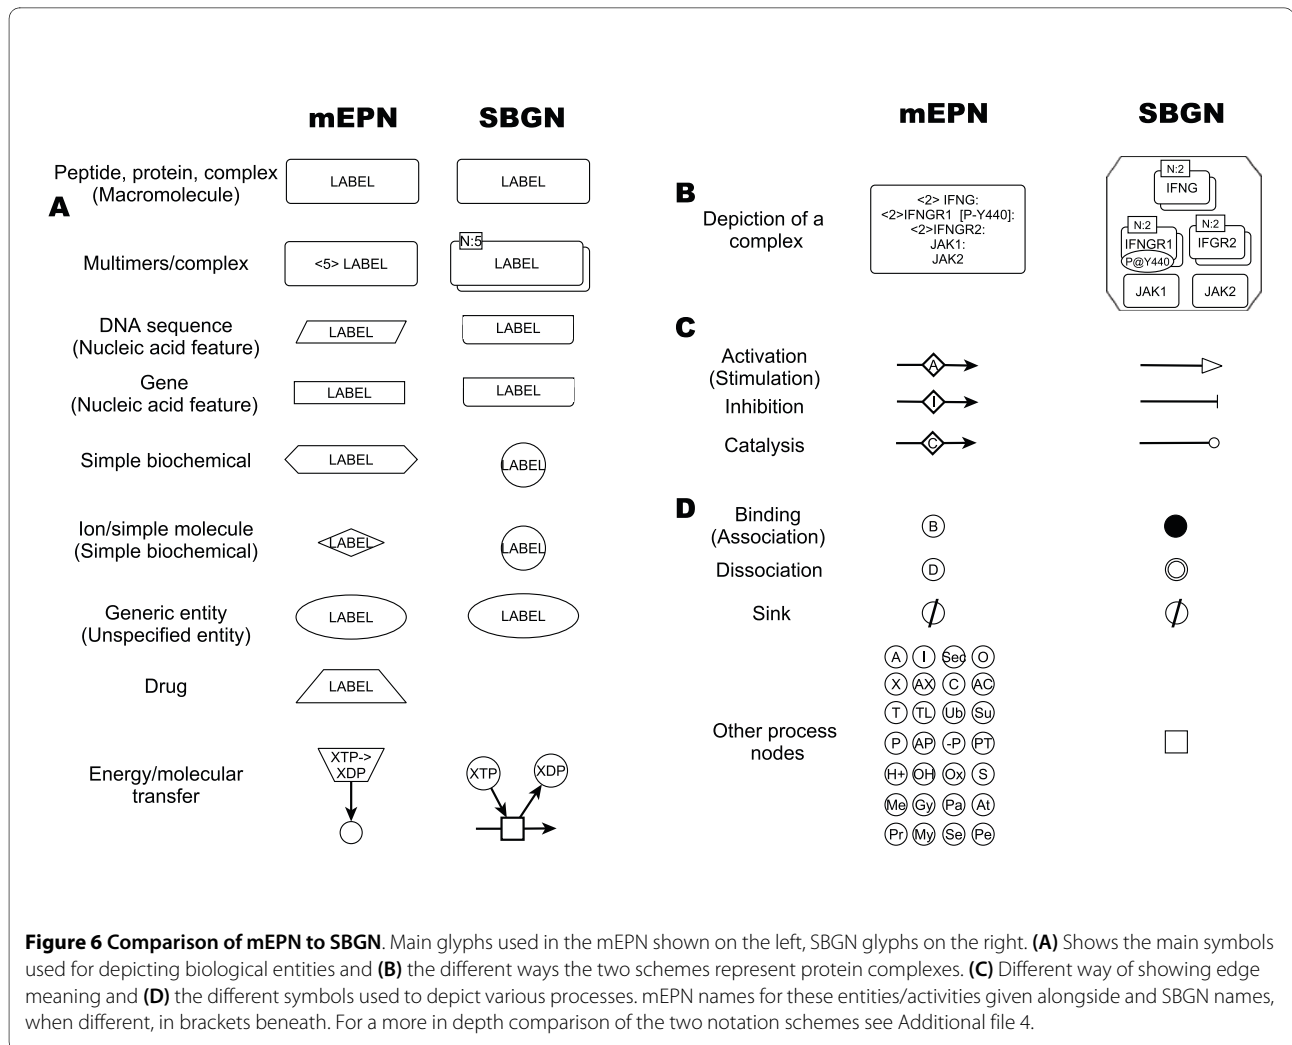 mEPN
SBGN
A
Peptide, protein, complex
(Macromolecule)
LABEL
LABEL
Multimers/complex
<5> LABEL
N:5
LABEL
DNA sequence
(Nucleic acid feature)
LABEL
LABEL
Gene
(Nucleic acid feature)
LABEL
LABEL
Simple biochemical
LABEL
LABEL
Ion/simple molecule
(Simple biochemical)
LABEL
LABEL
Generic entity
(Unspecified entity)
LABEL
LABEL
Drug
LABEL
Energy/molecular
transfer
XTP->
XDP
XTP
XDP
mEPN
SBGN
B
Depiction of a
complex
<2> IFNG:
<2>IFNGR1 [P-Y440]:
<2>IFNGR2:
JAK1:
JAK2
N:2
IFNG
N:2
IFNGR1
P@Y440
N:2
IFGR2
JAK1
JAK2
C
Activation
(Stimulation)
A
Inhibition
I
Catalysis
C
D
Binding
(Association)
B
Dissociation
D
Sink
Other process
nodes
A I Sec O
X AX C AC
T TL Ub Su
P AP -P PT
H+ OH Ox S
Me Gy Pa At
Pr My Se Pe
Figure 6 Comparison of mEPN to SBGN. Main glyphs used in the mEPN shown on the left, SBGN glyphs on the right. (A) Shows the main symbols
used for depicting biological entities and (B) the different ways the two schemes represent protein complexes. (C) Different way of showing edge
meaning and (D) the different symbols used to depict various processes. mEPN names for these entities/activities given alongside and SBGN names,
when different, in brackets beneath. For a more in depth comparison of the two notation schemes see Additional file 4.